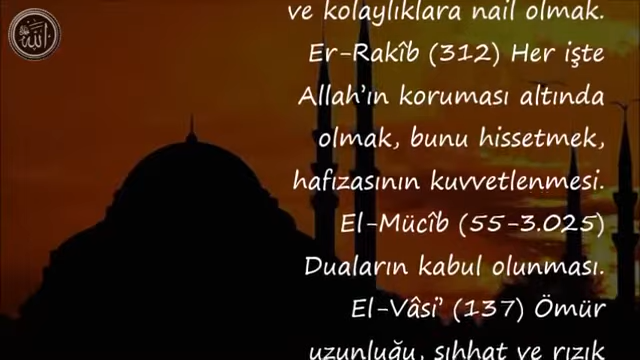 الله
ve kolaylıklara nail olmak.
Er-Rakîb (312) Her işte
Allah’ın koruması altında
olmak, bunu hissetmek,
hafızasının kuvvetlenmesi.
El-Mücîb (55-3.025)
Duaların kabul olunması.
El-Vâsi’ (137) Ömür
uzunluğu, sıhhat ve rızık